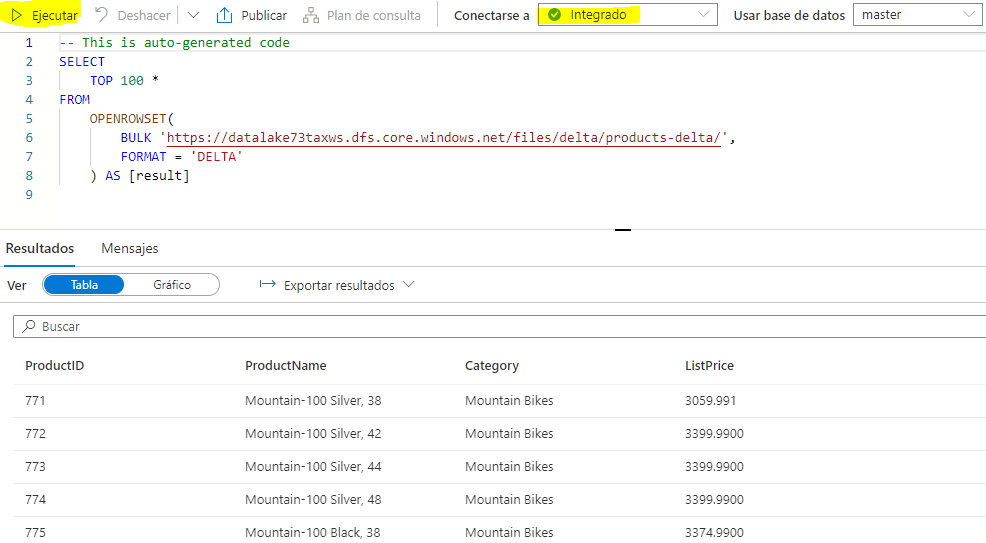 Ejecutar Deshacer Publicar Plan de consulta Conectarse a Integrado Usar base de datos master
1 -- This is auto-generated code
2 SELECT
3 TOP 100 *
4 FROM
5 OPENROWSET(
6 BULK 'https://datalake73taxws.dfs.core.windows.net/files/delta/products-delta/',
7 FORMAT = 'DELTA'
8 ) AS [result]
9
Resultados Mensajes
Ver Tabla Gráfico Exportar resultados
Buscar
ProductID ProductName Category ListPrice
771 Mountain-100 Silver, 38 Mountain Bikes 3059.991
772 Mountain-100 Silver, 42 Mountain Bikes 3399.9900
773 Mountain-100 Silver, 44 Mountain Bikes 3399.9900
774 Mountain-100 Silver, 48 Mountain Bikes 3399.9900
775 Mountain-100 Black, 38 Mountain Bikes 3374.9900